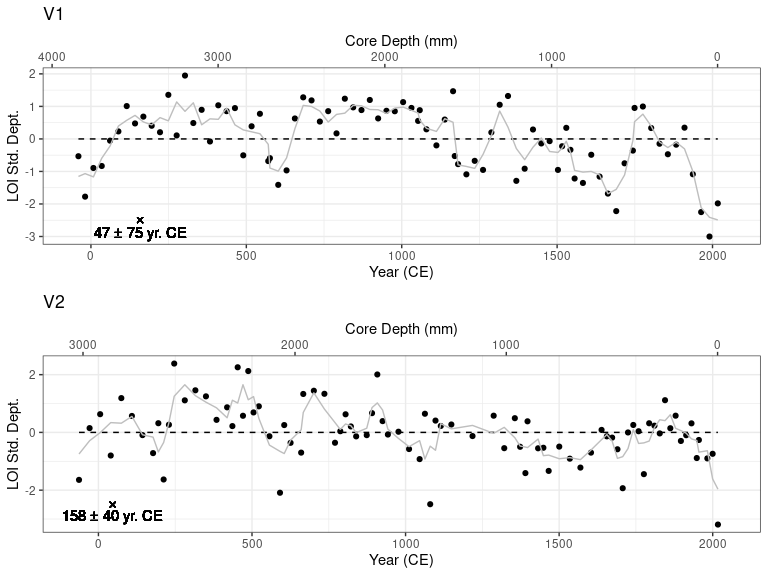 V1
Core Depth (mm)
4000 3000 2000 1000 0
LOI Std. Dept.
2
1
0
-1
-2
-3
47 ± 75 yr. CE
0 500 1000 1500 2000
Year (CE)
V2
Core Depth (mm)
3000 2000 1000 0
LOI Std. Dept.
2
0
-2
158 ± 40 yr. CE
0 500 1000 1500 2000
Year (CE)